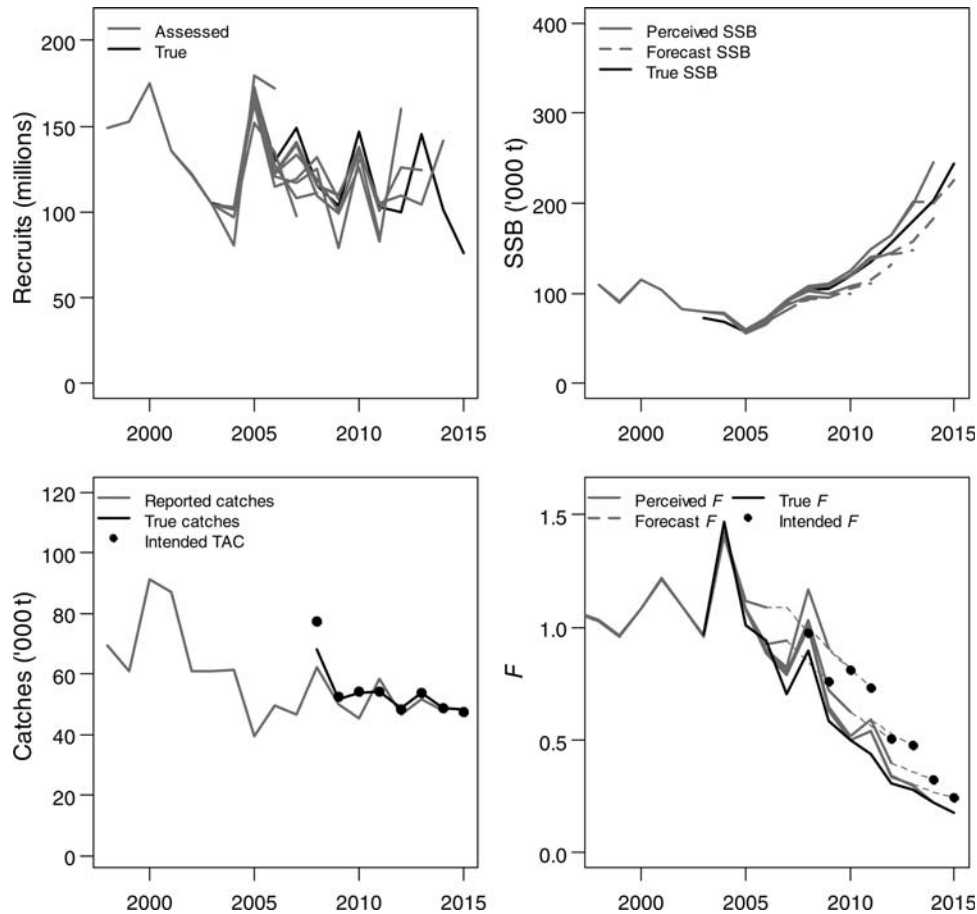 Assessed
True
Recruits (millions)
200
150
100
50
0
2000 2005 2010 2015
Perceived SSB
Forecast SSB
True SSB
SSB ('000 t)
400
300
200
100
0
2000 2005 2010 2015
Reported catches
True catches
Intended TAC
Catches ('000 t)
120
100
80
60
40
20
0
2000 2005 2010 2015
Perceived F True F
Forecast F Intended F
F
1.5
1.0
0.5
0.0
2000 2005 2010 2015